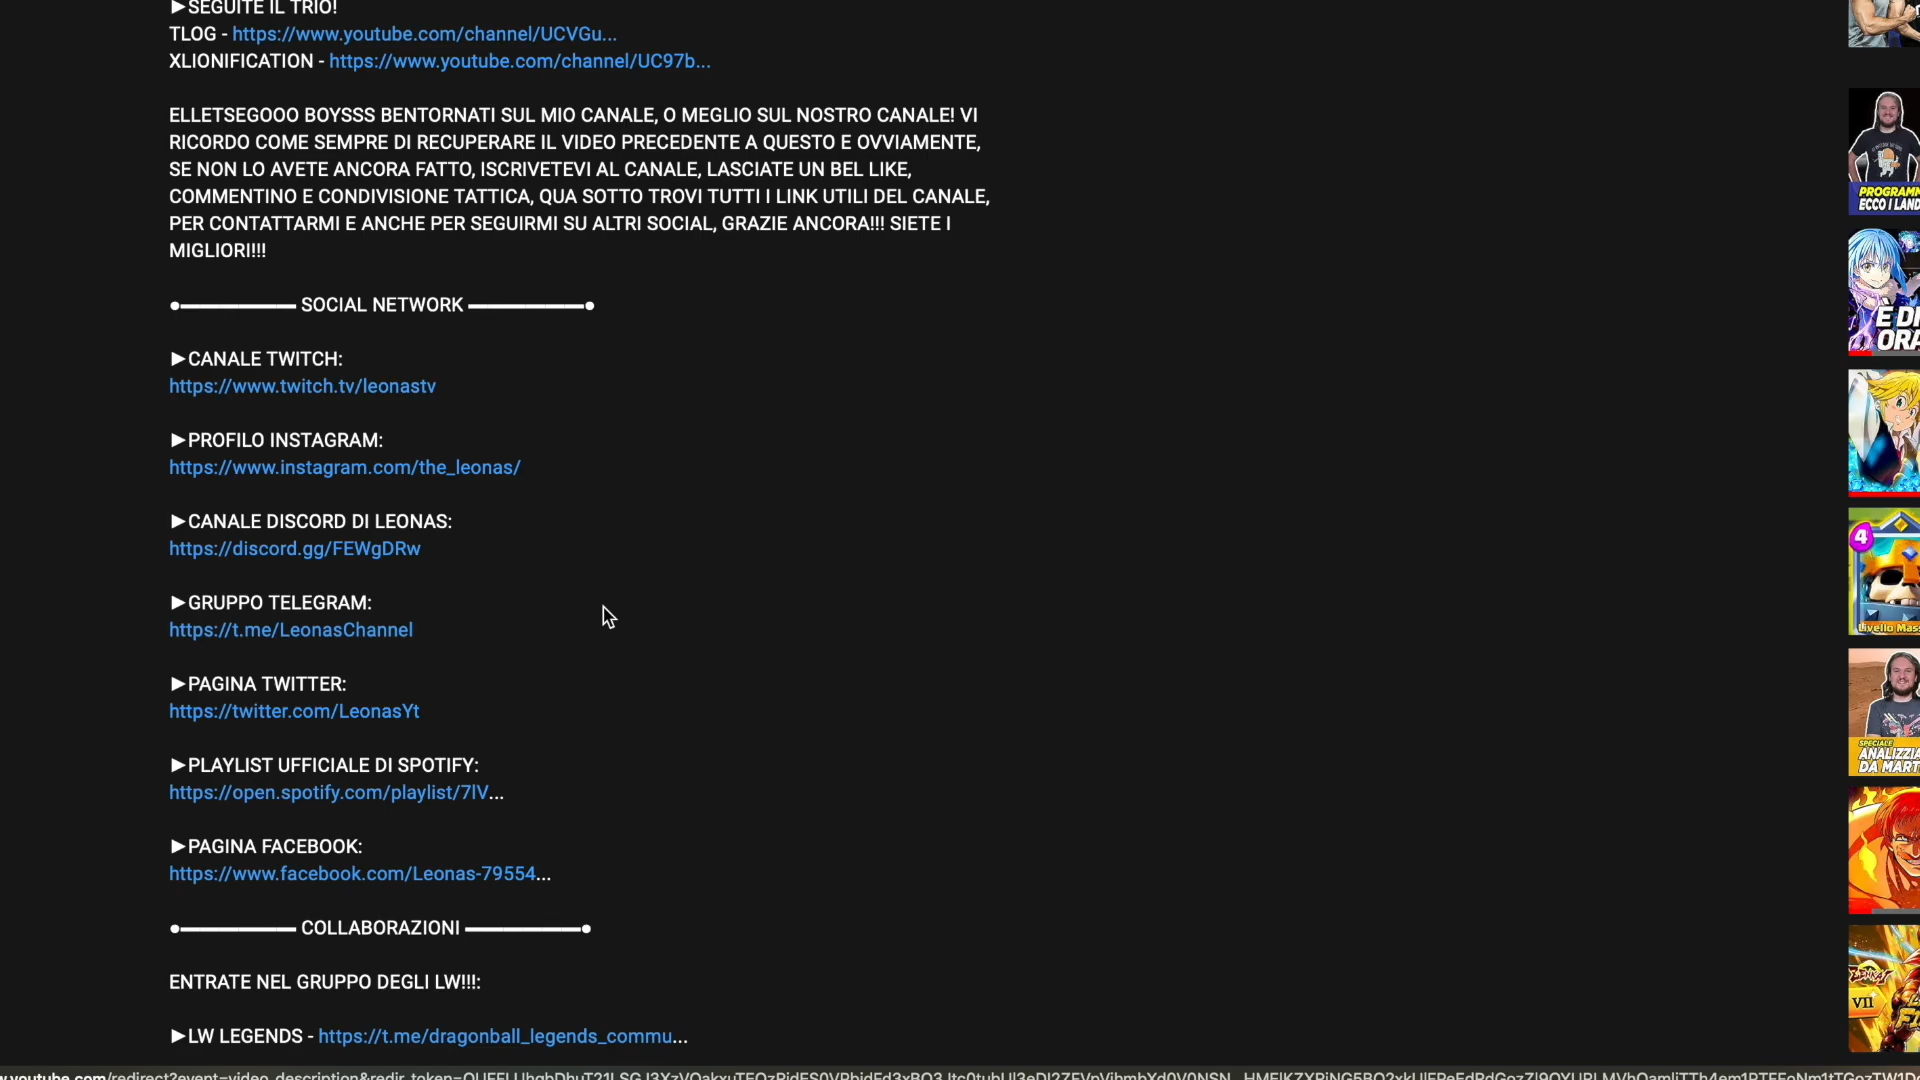 ►SEGUITE IL TRIO!
TLOG - https://www.youtube.com/channel/UCVGu...
XLIONIFICATION - https://www.youtube.com/channel/UC97b...
ELLETSEGOOO BOYSSS BENTORNATI SUL MIO CANALE, O MEGLIO SUL NOSTRO CANALE! VI
RICORDO COME SEMPRE DI RECUPERARE IL VIDEO PRECEDENTE A QUESTO E OVVIAMENTE,
SE NON LO AVETE ANCORA FATTO, ISCRIVETEVI AL CANALE, LASCIATE UN BEL LIKE,
COMMENTINO E CONDIVISIONE TATTICA, QUA SOTTO TROVI TUTTI I LINK UTILI DEL CANALE,
PER CONTATTARMI E ANCHE PER SEGUIRMI SU ALTRI SOCIAL, GRAZIE ANCORA!!! SIETE I
MIGLIORI!!!
●▬▬▬▬▬▬ SOCIAL NETWORK ▬▬▬▬▬▬●
►CANALE TWITCH:
https://www.twitch.tv/leonastv
►PROFILO INSTAGRAM:
https://www.instagram.com/the_leonas/
►CANALE DISCORD DI LEONAS:
https://discord.gg/FEWgDRw
►GRUPPO TELEGRAM:
https://t.me/LeonasChannel
►PAGINA TWITTER:
https://twitter.com/LeonasYt
►PLAYLIST UFFICIALE DI SPOTIFY:
https://open.spotify.com/playlist/7lV...
►PAGINA FACEBOOK:
https://www.facebook.com/Leonas-79554...
●▬▬▬▬▬▬ COLLABORAZIONI ▬▬▬▬▬▬●
ENTRATE NEL GRUPPO DEGLI LW!!!:
►LW LEGENDS - https://t.me/dragonball_legends_commu...
PROGRAMM
ECCO I LAND
E DI
ORA
4
Livello Mas
SPECIALE
ANALIZZIA
DA MART
VII